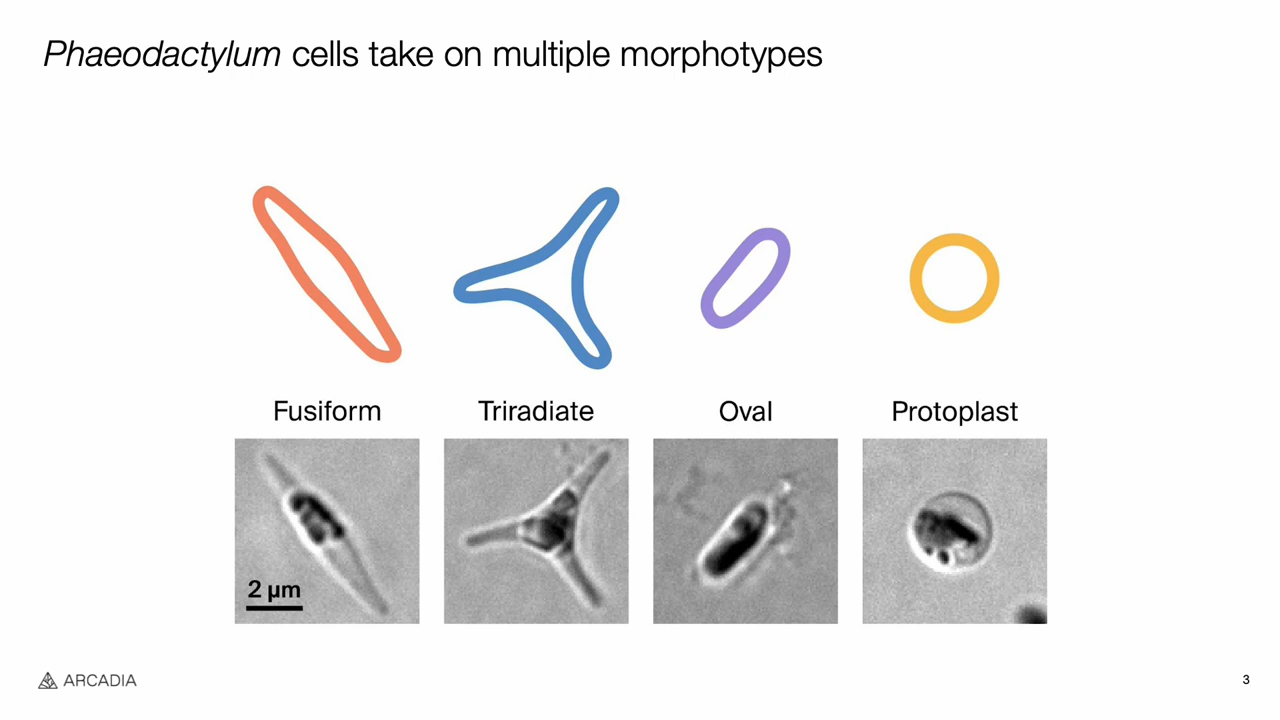 Phaeodactylum cells take on multiple morphotypes
Fusiform
Triradiate
Oval
Protoplast
2 µm
ARCADIA
3